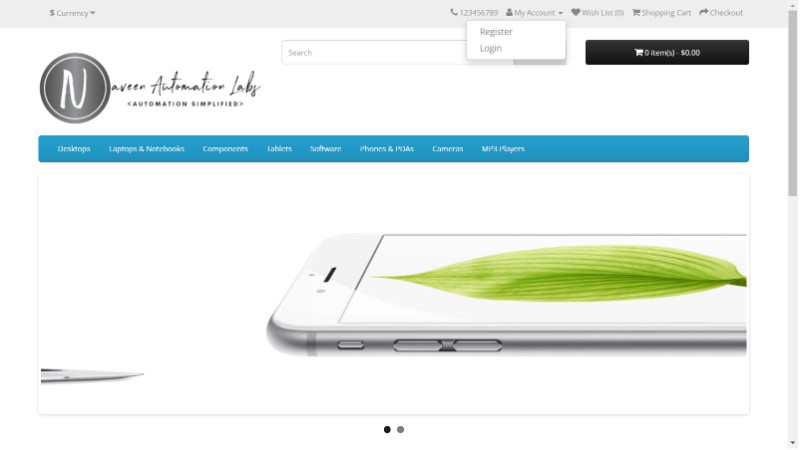 $ Currency
123456789 My Account Wish List (0) Shopping Cart Checkout
Register
Login
Search
0 item(s) - $0.00
N aveen Automation Labs
<AUTOMATION SIMPLIFIED>
Desktops Laptops & Notebooks Components Tablets Software Phones & PDAs Cameras MP3 Players